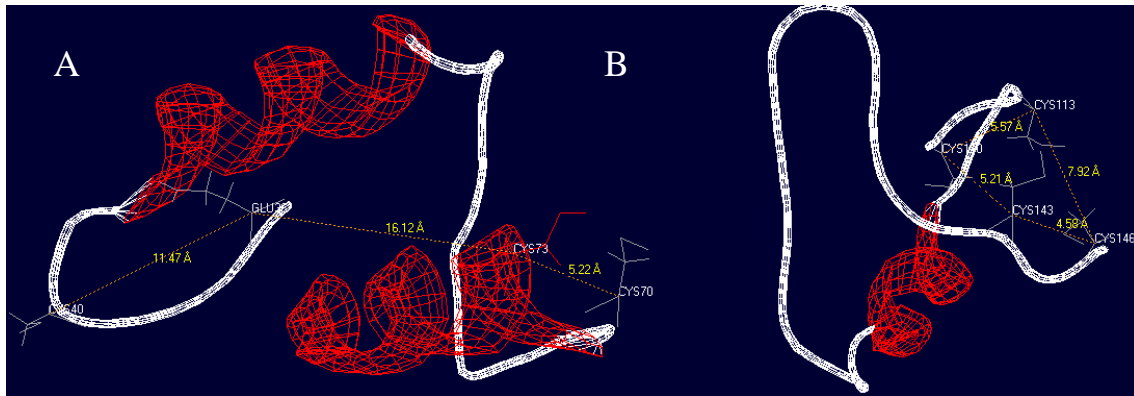 A
B
GLU
16.12 Å
11.47 Å
CYS73
5.22 Å
CYS70
CYS113
5.57 Å
7.92 Å
5.21 Å
CYS143
4.58 Å
CYS146